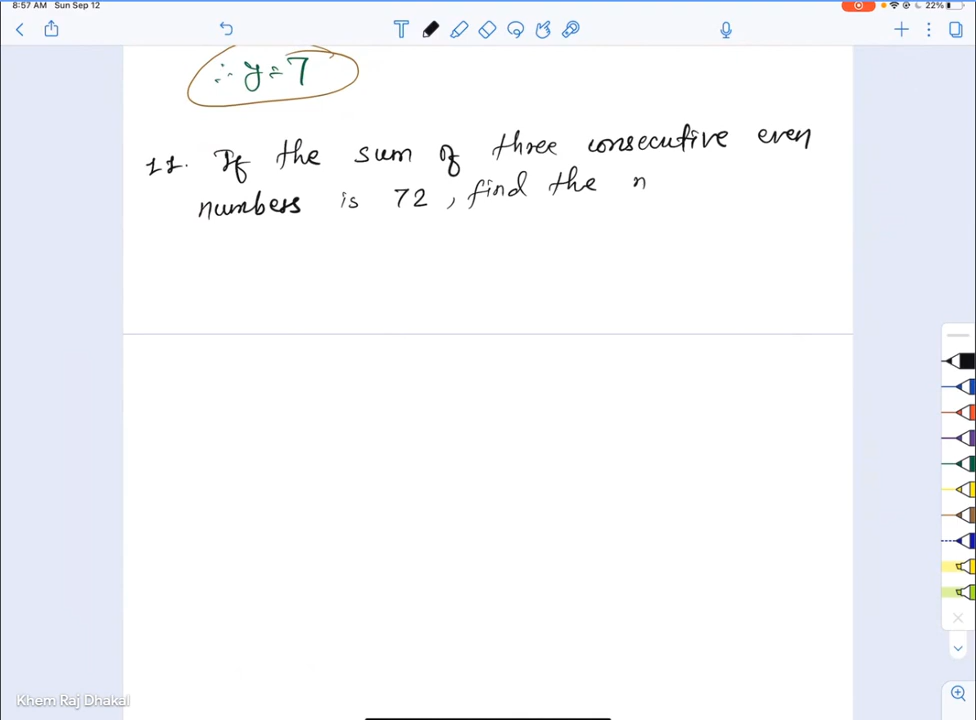 8:57 AM Sun Sep 12
22%
∴ y = 7
11. If the sum of three consecutive even
numbers is 72, find the n
Khem Raj Dhakal